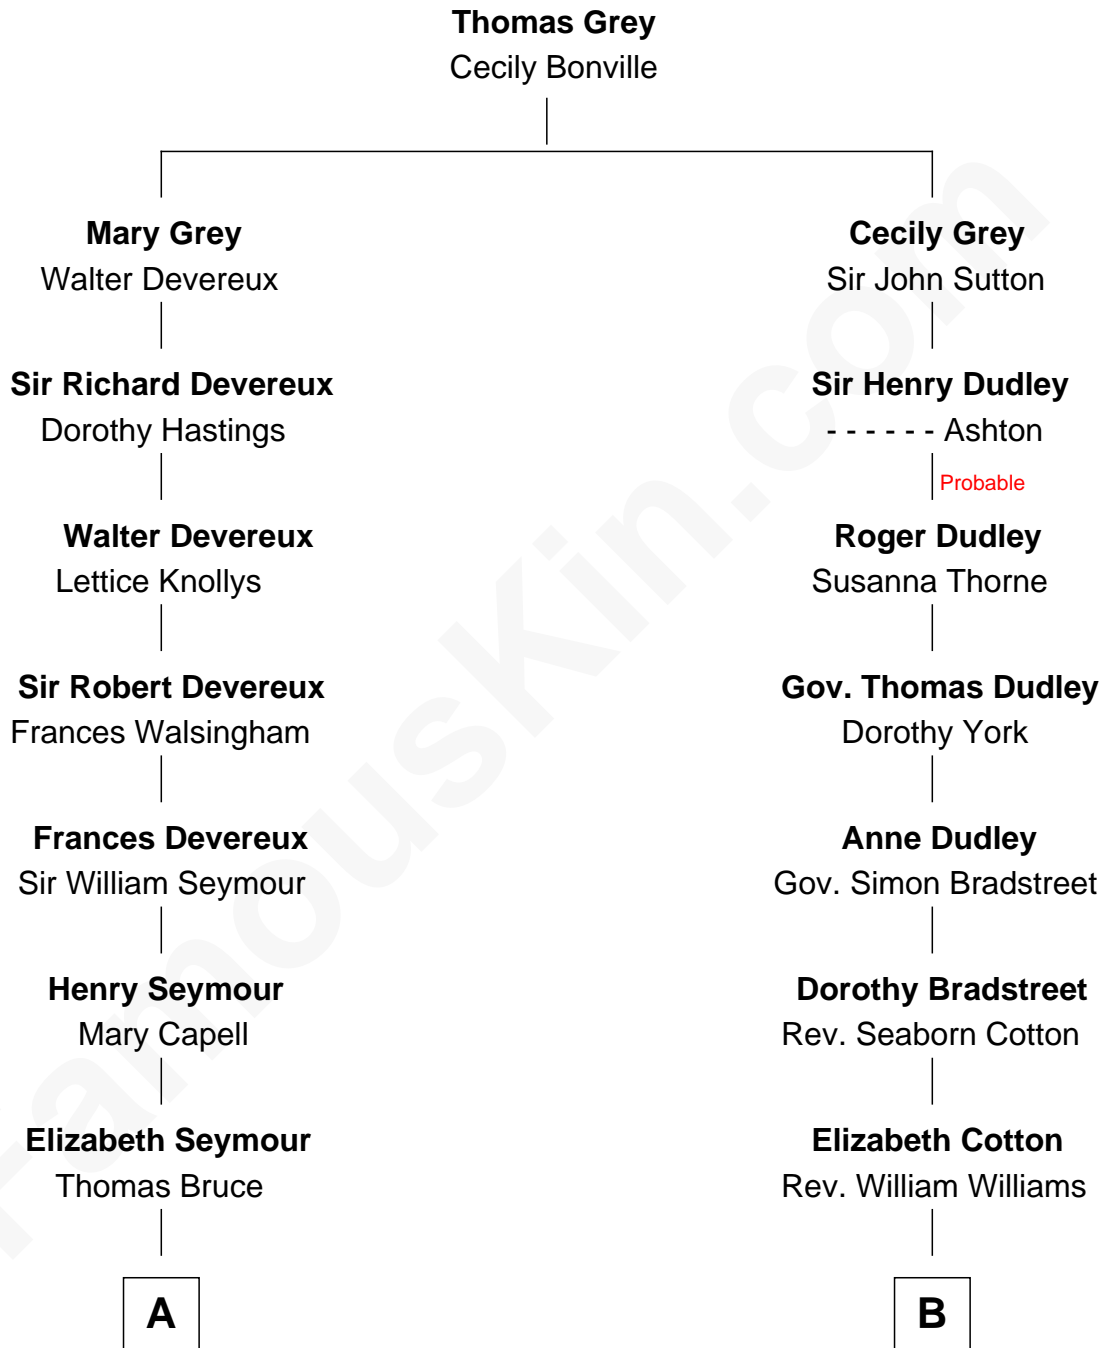 Thomas Grey
Cecily Bonville
Mary Grey
Walter Devereux
Cecily Grey
Sir John Sutton
Sir Richard Devereux
Dorothy Hastings
Sir Henry Dudley
- - - - - - Ashton
Probable
Walter Devereux
Lettice Knollys
Roger Dudley
Susanna Thorne
Sir Robert Devereux
Frances Walsingham
Gov. Thomas Dudley
Dorothy York
Frances Devereux
Sir William Seymour
Anne Dudley
Gov. Simon Bradstreet
Henry Seymour
Mary Capell
Dorothy Bradstreet
Rev. Seaborn Cotton
Elizabeth Seymour
Thomas Bruce
Elizabeth Cotton
Rev. William Williams
A
B
FamousKin.com